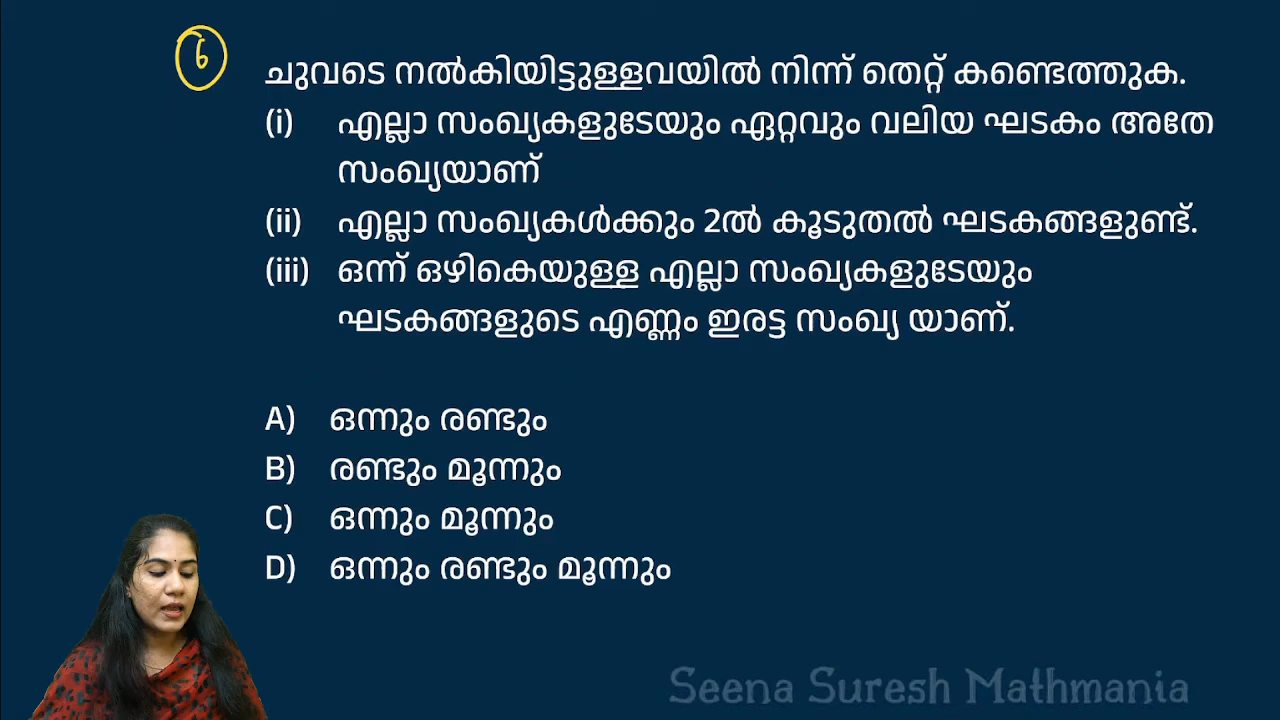 6
ചുവടെ നൽകിയിട്ടുള്ളവയിൽ നിന്ന് തെറ്റ് കണ്ടെത്തുക.
(i) എല്ലാ സംഖ്യകളുടേയും ഏറ്റവും വലിയ ഘടകം അതേ
സംഖ്യയാണ്
(ii) എല്ലാ സംഖ്യകൾക്കും 2ൽ കൂടുതൽ ഘടകങ്ങളുണ്ട്.
(iii) ഒന്ന് ഒഴികെയുള്ള എല്ലാ സംഖ്യകളുടേയും
ഘടകങ്ങളുടെ എണ്ണം ഇരട്ട സംഖ്യ യാണ്.
A) ഒന്നും രണ്ടും
B) രണ്ടും മൂന്നും
C) ഒന്നും മൂന്നും
D) ഒന്നും രണ്ടും മൂന്നും
Seena Suresh Mathmania